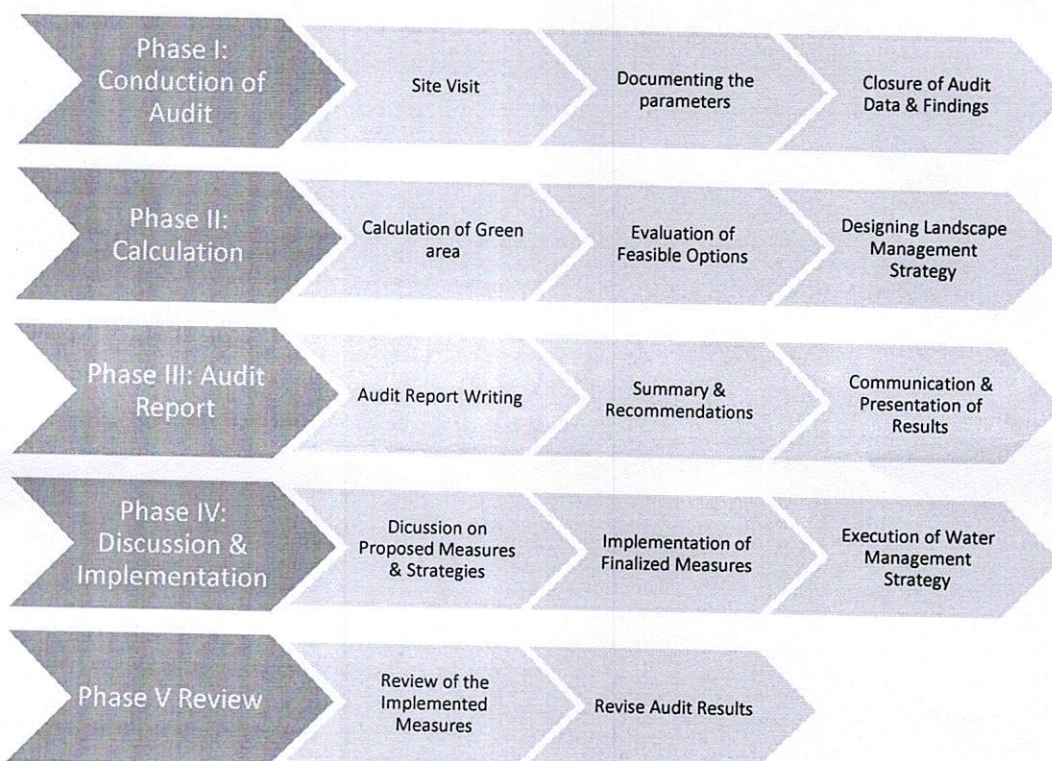 Phase I:
Conduction of
Audit
Site Visit
Documenting the
parameters
Closure of Audit
Data & Findings
Phase II:
Calculation
Calculation of Green
area
Evaluation of
Feasible Options
Designing Landscape
Management
Strategy
Phase III: Audit
Report
Audit Report Writing
Summary &
Recommendations
Communication &
Presentation of
Results
Phase IV:
Discussion &
Implementation
Dicussion on
Proposed Measures
& Strategies
Implementation of
Finalized Measures
Execution of Water
Management
Strategy
Phase V Review
Review of the
Implemented
Measures
Revise Audit Results